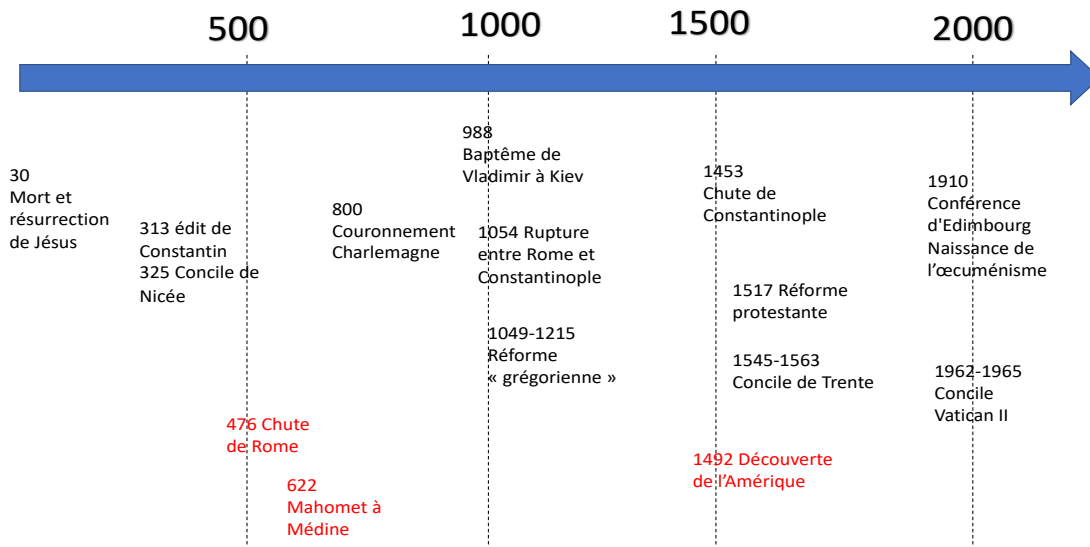 500
1000
1500
2000
30
Mort et
résurrection
de Jésus
313 édit de
Constantin
325 Concile de
Nicée
476 Chute
de Rome
622
Mahomet à
Médine
800
Couronnement
Charlemagne
988
Baptême de
Vladimir à Kiev
1054 Rupture
entre Rome et
Constantinople
1049-1215
Réforme
« grégorienne »
1453
Chute de
Constantinople
1517 Réforme
protestante
1545-1563
Concile de Trente
1492 Découverte
de l’Amérique
1910
Conférence
d'Edimbourg
Naissance de
l’œcuménisme
1962-1965
Concile
Vatican II